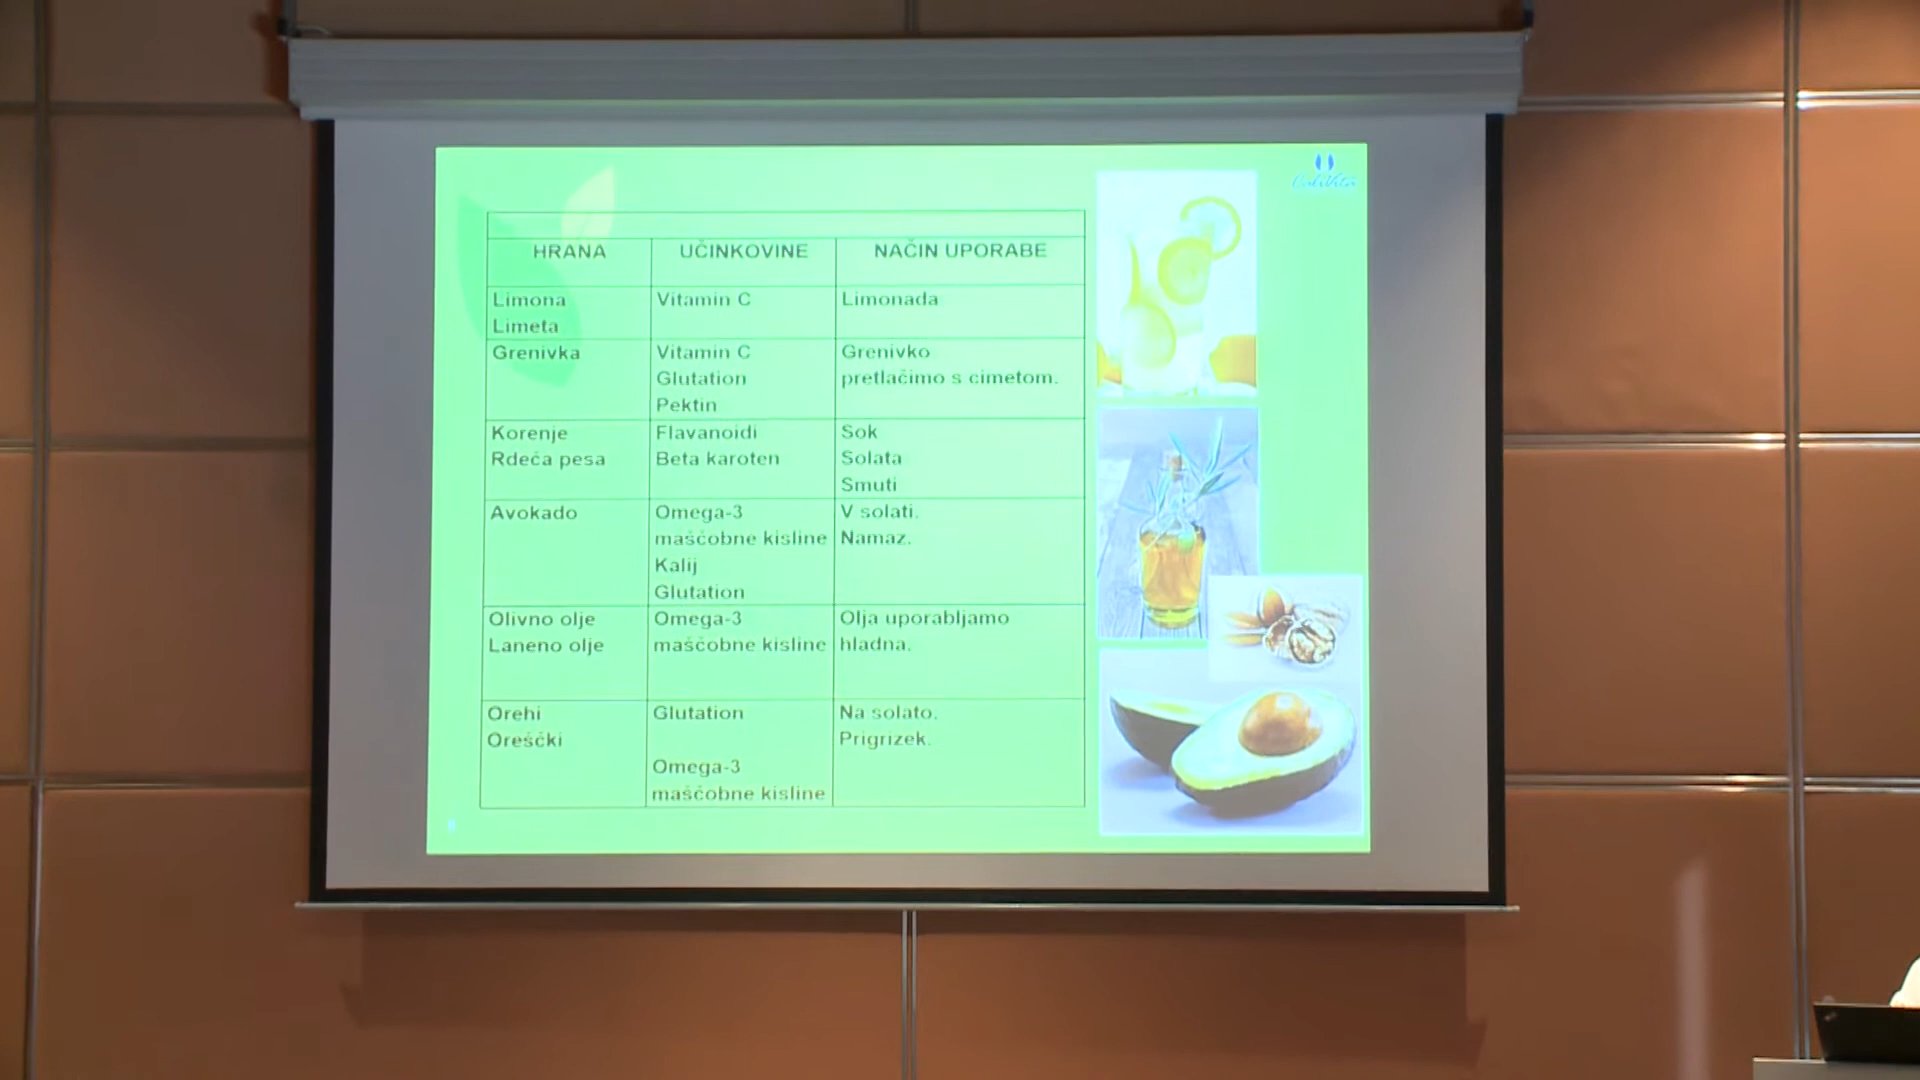 CaliVita
HRANA UČINKOVINE NAČIN UPORABE
Limona Vitamin C Limonada
Limeta
Grenivka Vitamin C Grenivko
Glutation pretlačimo s cimetom.
Pektin
Korenje Flavanoidi Sok
Rdeča pesa Beta karoten Solata
Smuti
Avokado Omega-3 V solati.
maščobne kisline Namaz.
Kalij
Glutation
Olivno olje Omega-3 Olja uporabljamo
Laneno olje maščobne kisline hladna.
Orehi Glutation Na solato.
Oreščki Prigrizek.
Omega-3
maščobne kisline